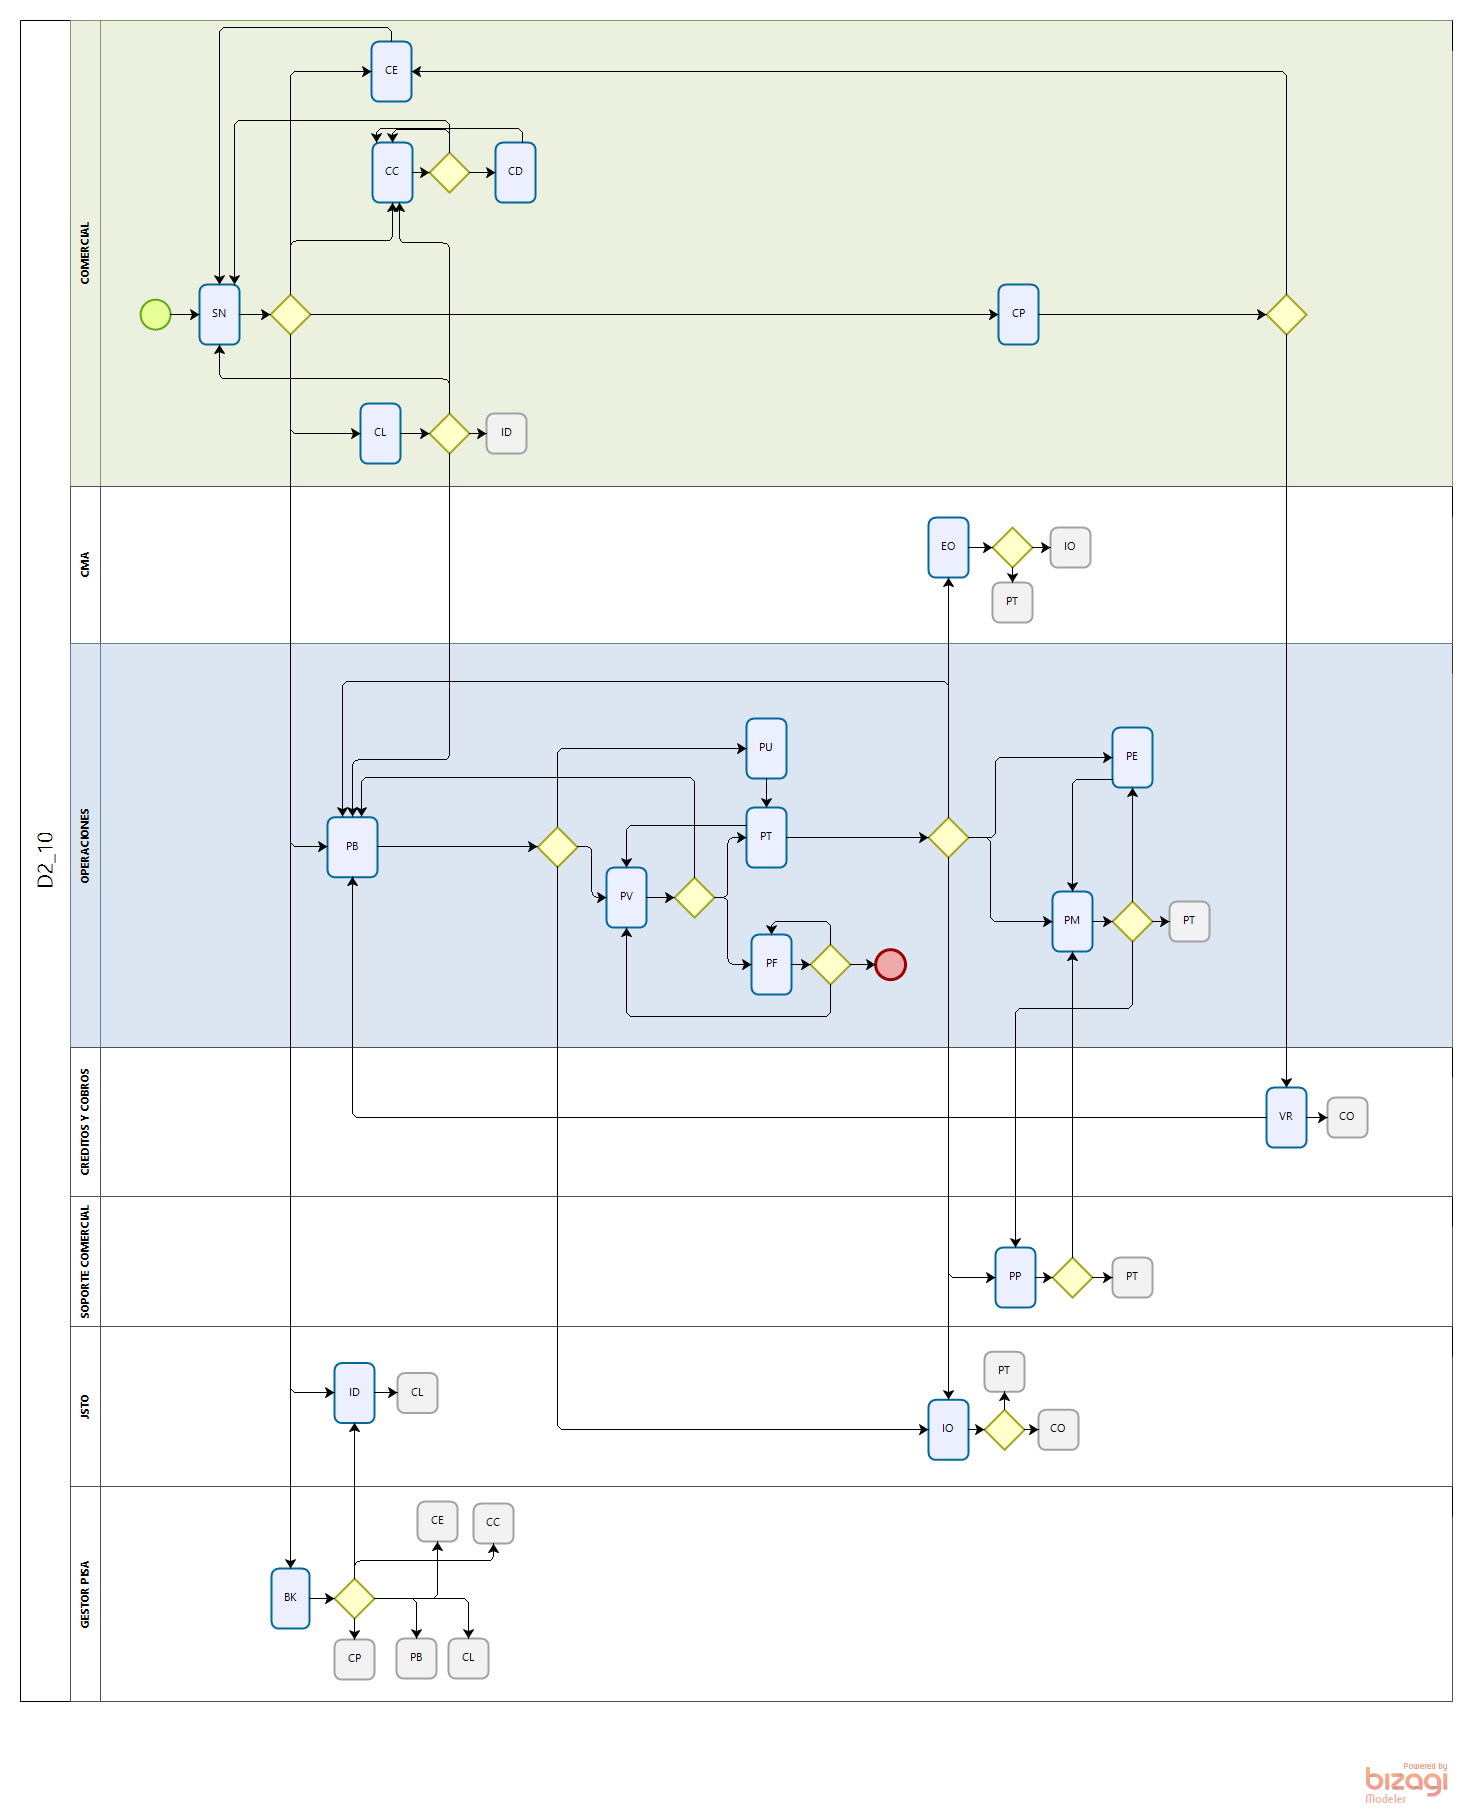 D2_10
COMERCIAL
CE
CC
CD
SN
CP
CL
ID
CMA
EO
IO
PT
OPERACIONES
PU
PE
PB
PT
PV
PM
PT
PF
CREDITOS Y COBROS
VR
CO
SOPORTE COMERCIAL
PP
PT
JSTO
ID
CL
PT
IO
CO
GESTOR PISA
CE
CC
BK
CP
PB
CL
Powered by
bizagi
Modeler